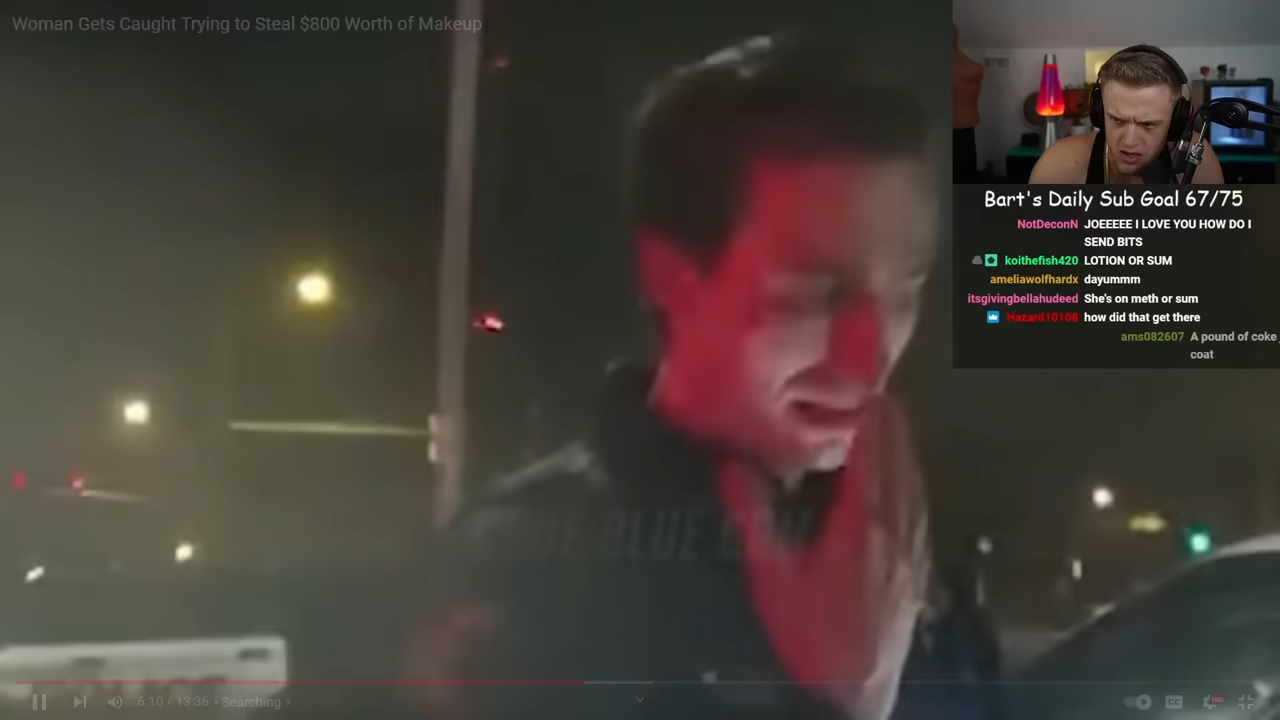 Woman Gets Caught Trying to Steal $800 Worth of Makeup
Bart's Daily Sub Goal 67/75
NotDeconN JOEEEEE I LOVE YOU HOW DO I
SEND BITS
koithefish420 LOTION OR SUM
ameliawolfhardx dayummm
itsgivingbellahudeed She's on meth or sum
Hazard10108 how did that get there
ams082607 A pound of coke
coat
BLUE
6:10 / 13:36 • Searching >
CC